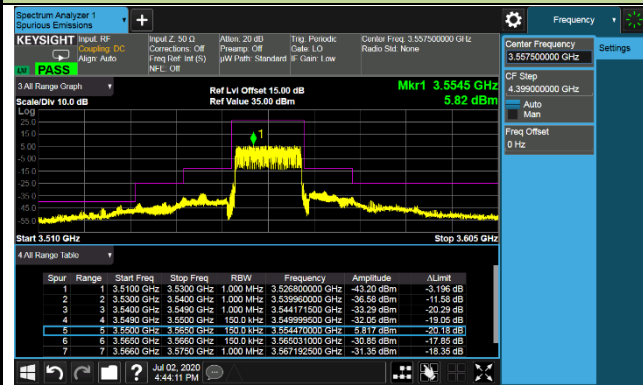 Spectrum Analyzer 1
Spurious Emissions
Frequency
KEYSIGHT
Input: RF
Coupling: DC
Align: Auto
Input Z: 50 Ω
Corrections: Off
Freq Ref: Int (S)
NFE: Off
Atten: 20 dB
Preamp: Off
µW Path: Standard
Trig: Periodic
Gate: LO
IF Gain: Low
Center Freq: 3.557500000 GHz
Radio Std: None
PASS
3 All Range Graph
Scale/Div 10.0 dB
Ref Lvl Offset 15.00 dB
Ref Value 35.00 dBm
Mkr1 3.5545 GHz
5.82 dBm
Log
25.0
15.0
5.00
-5.00
-15.0
-25.0
-35.0
-45.0
-55.0
1
Start 3.510 GHz
Stop 3.605 GHz
4 All Range Table
Spur Range Start Freq Stop Freq RBW Frequency Amplitude ΔLimit
1 1 3.5100 GHz 3.5300 GHz 1.000 MHz 3.526800000 GHz -43.20 dBm -3.196 dB
2 2 3.5300 GHz 3.5400 GHz 1.000 MHz 3.539960000 GHz -36.58 dBm -11.58 dB
3 3 3.5400 GHz 3.5490 GHz 1.000 MHz 3.544171500 GHz -33.29 dBm -20.29 dB
4 4 3.5490 GHz 3.5500 GHz 150.0 kHz 3.549999500 GHz -32.05 dBm -19.05 dB
5 5 3.5500 GHz 3.5650 GHz 150.0 kHz 3.554470000 GHz 5.817 dBm -20.18 dB
6 6 3.5650 GHz 3.5660 GHz 150.0 kHz 3.565031000 GHz -30.85 dBm -17.85 dB
7 7 3.5660 GHz 3.5750 GHz 1.000 MHz 3.567192500 GHz -31.35 dBm -18.35 dB
Jul 02, 2020
4:44:11 PM
Center Frequency
3.557500000 GHz
Settings
CF Step
4.399000000 GHz
Auto
Man
Freq Offset
0 Hz